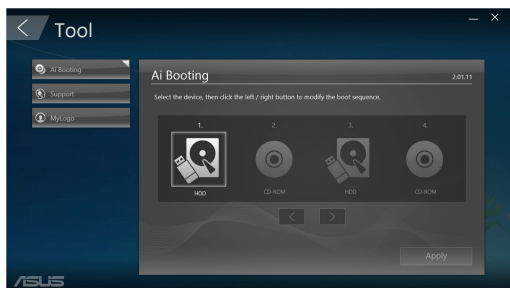 Tool
Ai Booting
Support
MyLogo
Ai Booting
2.01.11
Select the device, then click the left / right button to modify the boot sequence.
1. 2. 3. 4.
HDD CD-ROM HDD CD-ROM
Apply
ASUS